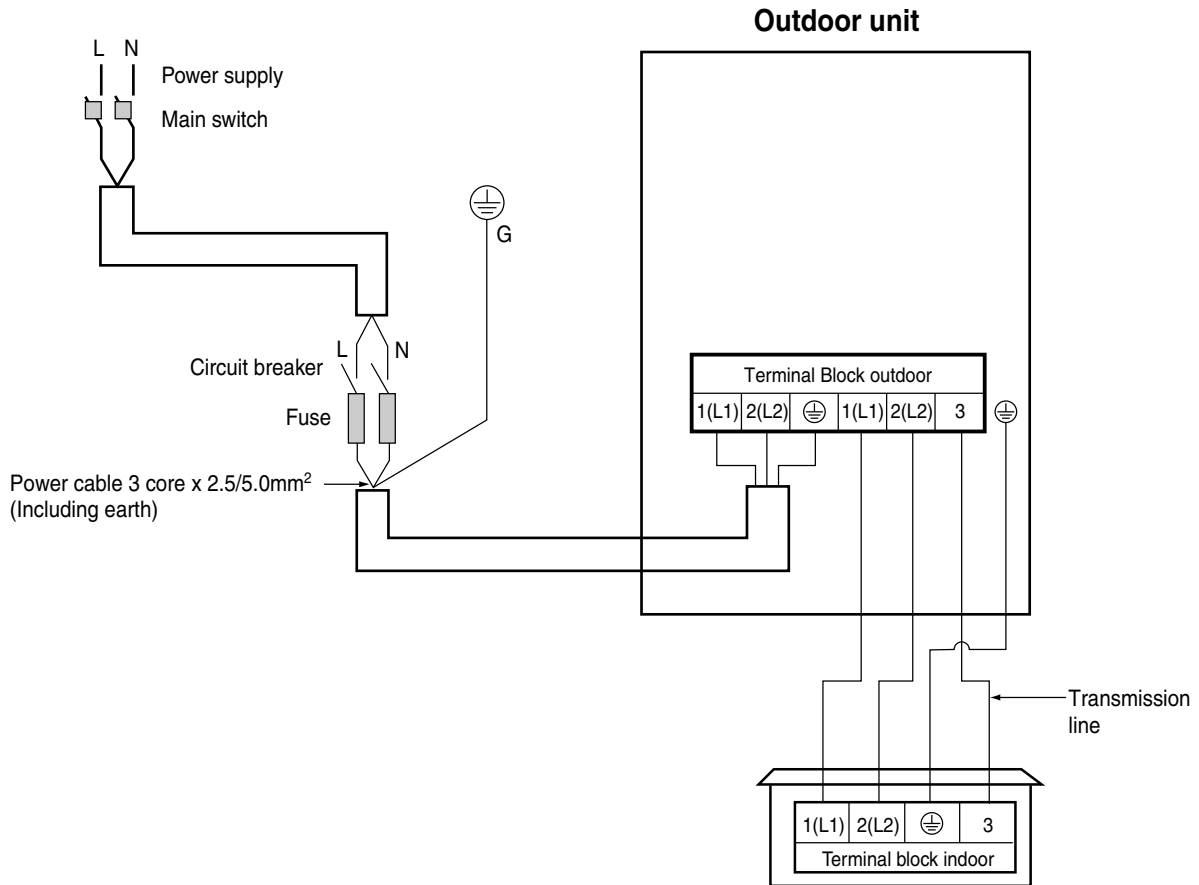 Outdoor unit
L N
Power supply
Main switch
G
L N
Circuit breaker
Fuse
Power cable 3 core x 2.5/5.0mm²
(Including earth)
Terminal Block outdoor
1(L1) 2(L2) 1(L1) 2(L2) 3
Transmission
line
1(L1) 2(L2) 3
Terminal block indoor